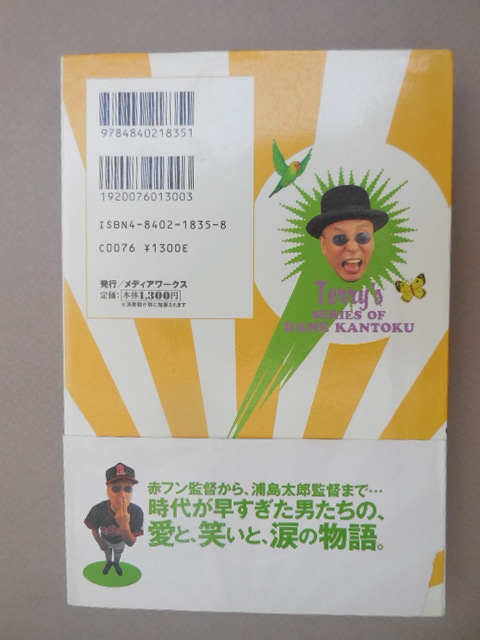 9784840218351
1920076013003
ISBN4-8402-1835-8
C0076 ¥1300E
発行/メディアワークス
定価:本体1,300円
※消費税が別に加算されます
Terry's
SERIES OF
DAME KANTOKU
赤フン監督から、浦島太郎監督まで…
時代が早すぎた男たちの、
愛と、笑いと、涙の物語。